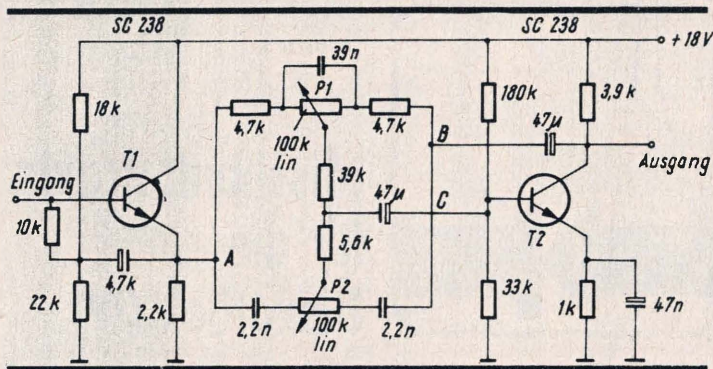 SC 238
SC 238
+ 18V
39n
18k
P1
180k
3,9k
4,7k
4,7k
100k
lin
B
47µ
T1
Ausgang
Eingang
39k
47µ
C
10k
T2
A
5,6k
4,7k
P2
33k
22k
2,2k
1k
47n
2,2n
100k
lin
2,2n